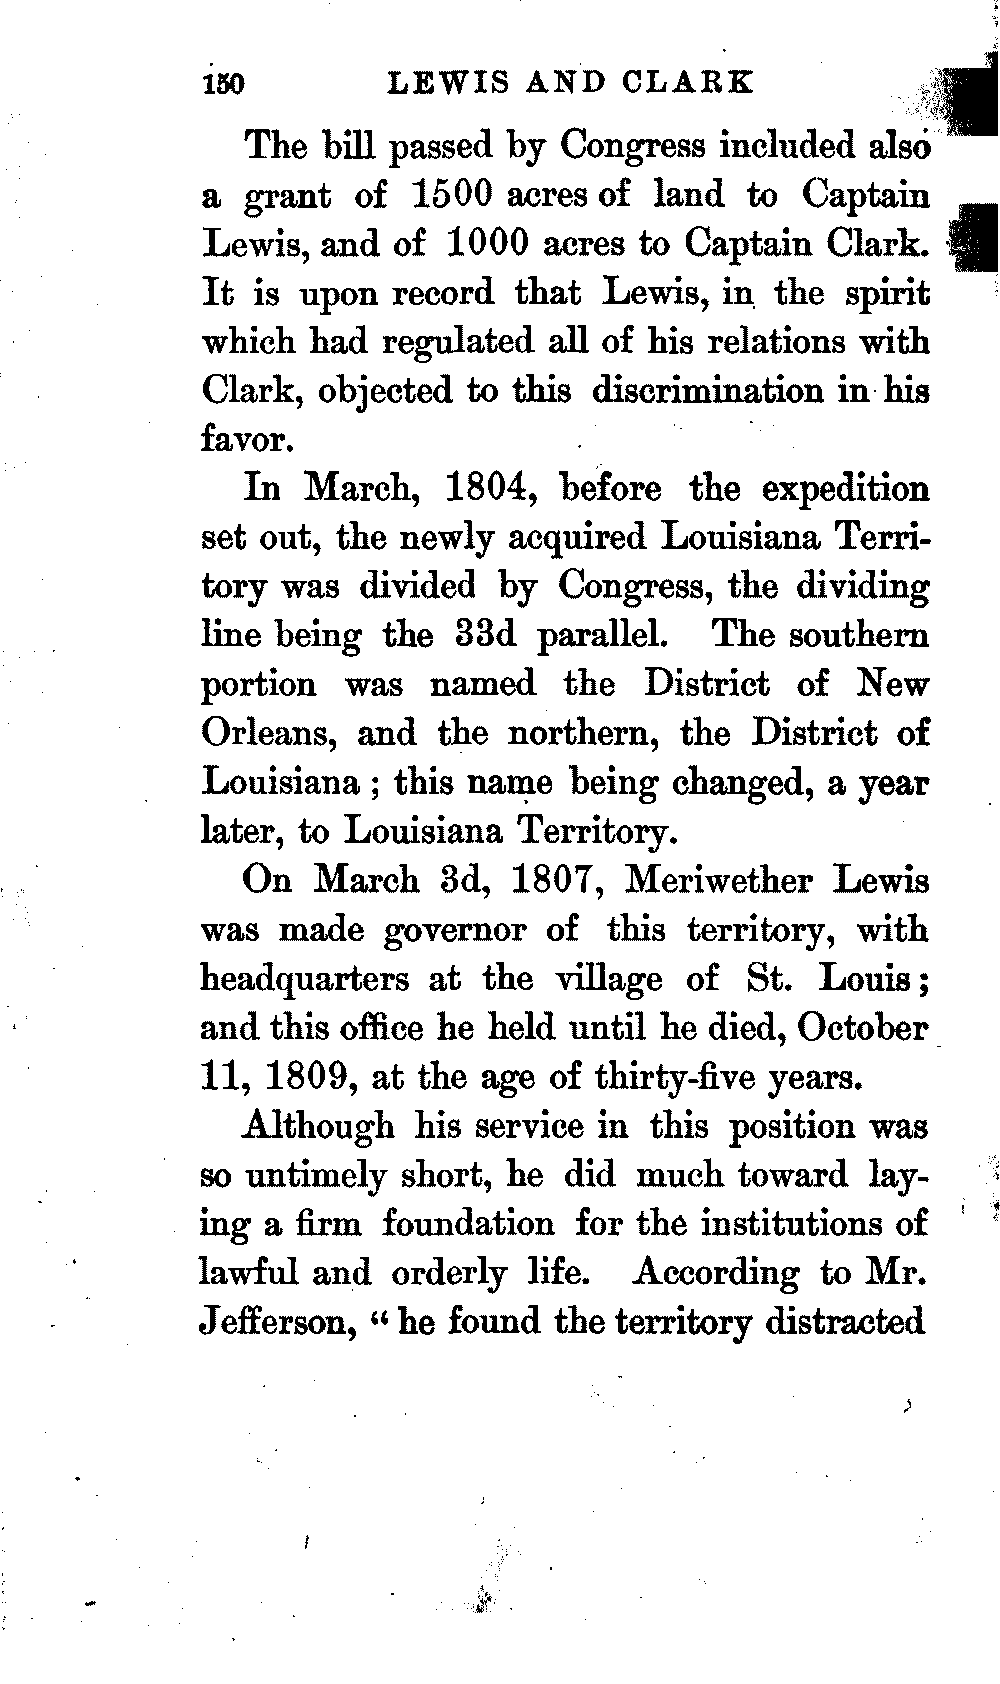 150 LEWIS AND CLARK
The bill passed by Congress included also
a grant of 1500 acres of land to Captain
Lewis, and of 1000 acres to Captain Clark.
It is upon record that Lewis, in the spirit
which had regulated all of his relations with
Clark, objected to this discrimination in his
favor.
In March, 1804, before the expedition
set out, the newly acquired Louisiana Terri-
tory was divided by Congress, the dividing
line being the 33d parallel. The southern
portion was named the District of New
Orleans, and the northern, the District of
Louisiana ; this name being changed, a year
later, to Louisiana Territory.
On March 3d, 1807, Meriwether Lewis
was made governor of this territory, with
headquarters at the village of St. Louis ;
and this office he held until he died, October
11, 1809, at the age of thirty-five years.
Although his service in this position was
so untimely short, he did much toward lay-
ing a firm foundation for the institutions of
lawful and orderly life. According to Mr.
Jefferson, “ he found the territory distracted